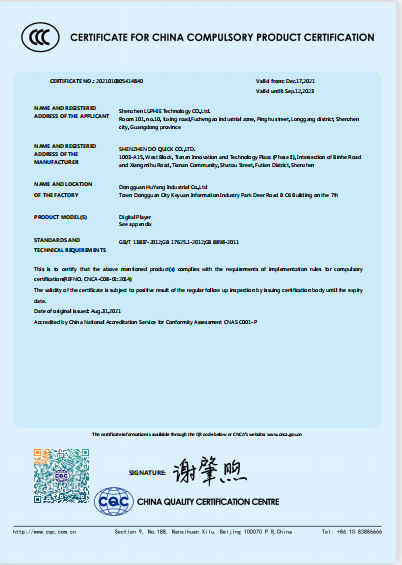 CCC
CERTIFICATE FOR CHINA COMPULSORY PRODUCT CERTIFICATION
CERTIFICATE NO.: 2021010805414840
Valid from: Dec.17,2021
Valid until: Sep.12,2023
NAME AND REGISTERED
ADDRESS OF THE APPLICANT
Shenzhen LUPHIE Technology CO.,Ltd.
Room 101, no.10, fuxing road,Fuchengao industrial zone, Pinghu street, Longgang district, Shenzhen
city, Guangdong province
NAME AND REGISTERED
ADDRESS OF THE
MANUFACTURER
SHENZHEN DO QUICK CO.,LTD.
1003-A15, West Block, Tianan Innovation and Technology Plaza (Phase II), Intersection of Binhe Road
and Xiangmihu Road, Tianan Community, Shatou Street, Futian District, Shenzhen
NAME AND LOCATION
OF THE FACTORY
Dongguan HuYang Industrial Co.,Ltd
Town Dongguan City Keyuan Information Industry Park Deer Road B C6 Building on the 7th
PRODUCT MODEL(S)
Digital Player
See appendix
STANDARDS AND
TECHNICAL REQUIREMENTS
GB/T 13837-2012;GB 17625.1-2012;GB 8898-2011
This is to certify that the above mentioned product(s) complies with the requirements of implementation rules for compulsory
certification(REF NO. CNCA-C08-01:2014)
The validity of the certificate is subject to positive result of the regular follow up inspection by issuing certification body until the expiry
date.
Date of original issued: Aug.31,2021
Accredited by China National Accreditation Service for Conformity Assessment CNAS C001-P
The certificate information is available through the QR code below or CNCA's website: www.cnca.gov.cn
SIGNATURE: 谢肇煦
CQC
CHINA QUALITY CERTIFICATION CENTRE
http://www.cqc.com.cn
Section 9, No.188, Nansihuan Xilu, Beijing 100070 P.R.China
Tel: +86 10 83886666